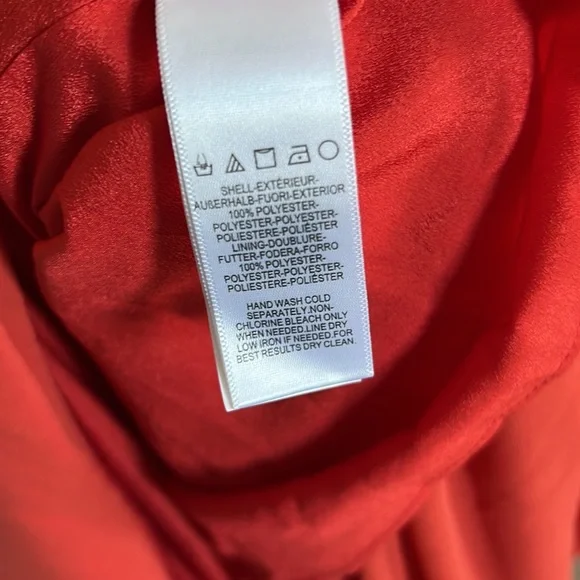 SHELL-EXTÉRIEUR-
AUßERHALB-FUORI-EXTERIOR
100% POLYESTER-
POLYESTER-POLYESTER-
POLIESTERE-POLIÉSTER
LINING-DOUBLURE-
FUTTER-FODERA-FORRO
100% POLYESTER-
POLYESTER-POLYESTER-
POLIESTERE-POLIÉSTER
HAND WASH COLD
SEPARATELY.NON-
CHLORINE BLEACH ONLY
WHEN NEEDED.LINE DRY
LOW IRON IF NEEDED.FOR
BEST RESULTS DRY CLEAN.